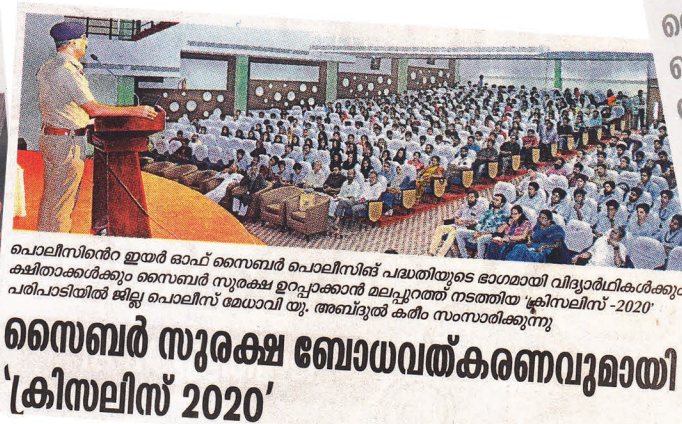 പൊലീസിൻെറ ഇയർ ഓഫ് സൈബർ പൊലീസിങ് പദ്ധതിയുടെ ഭാഗമായി വിദ്യാർഥികൾക്കും
ക്ഷിതാക്കൾക്കും സൈബർ സുരക്ഷ ഉറപ്പാക്കാൻ മലപ്പുറത്ത് നടത്തിയ 'ക്രിസലിസ് -2020'
പരിപാടിയിൽ ജില്ല പൊലീസ് മേധാവി യു. അബ്ദുൽ കരീം സംസാരിക്കുന്നു
സൈബർ സുരക്ഷ ബോധവത്കരണവുമായി
'ക്രിസലിസ് 2020'